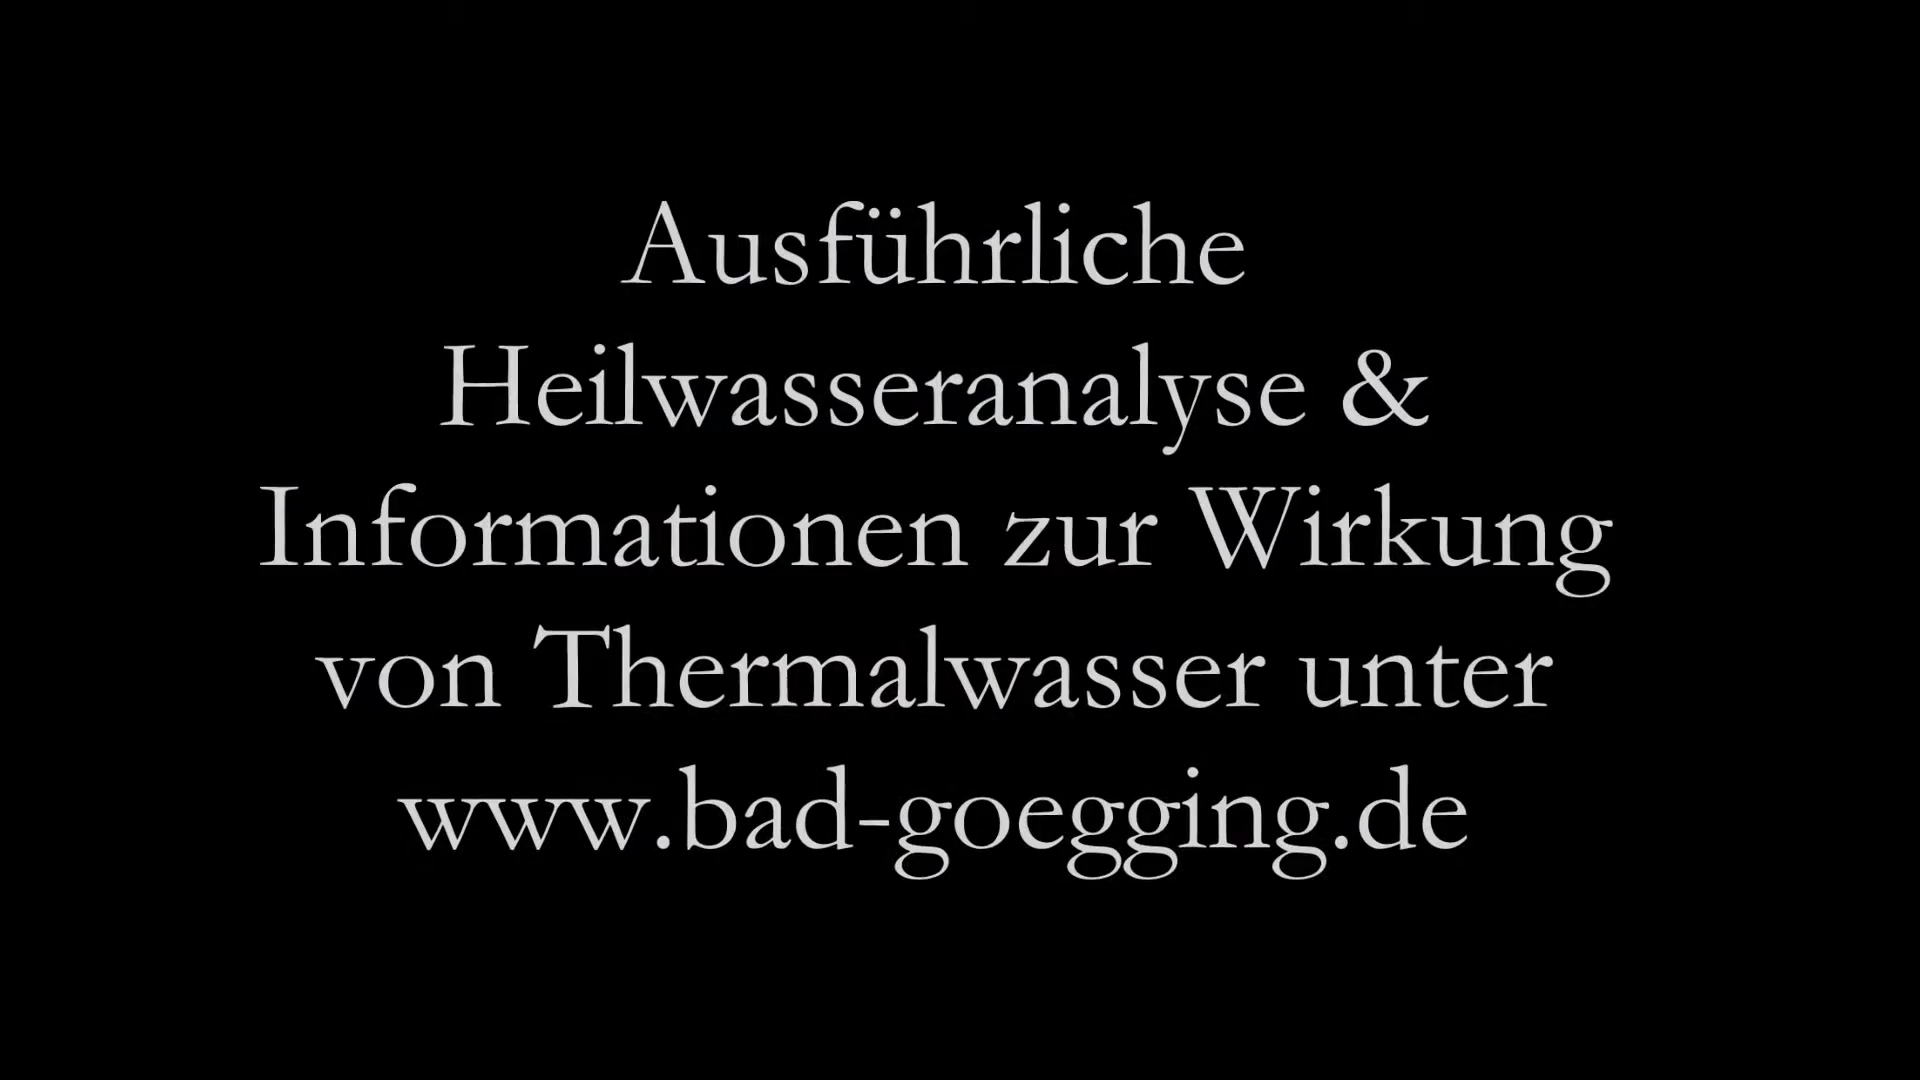 Ausführliche
Heilwasseranalyse &
Informationen zur Wirkung
von Thermalwasser unter
www.bad-goegging.de